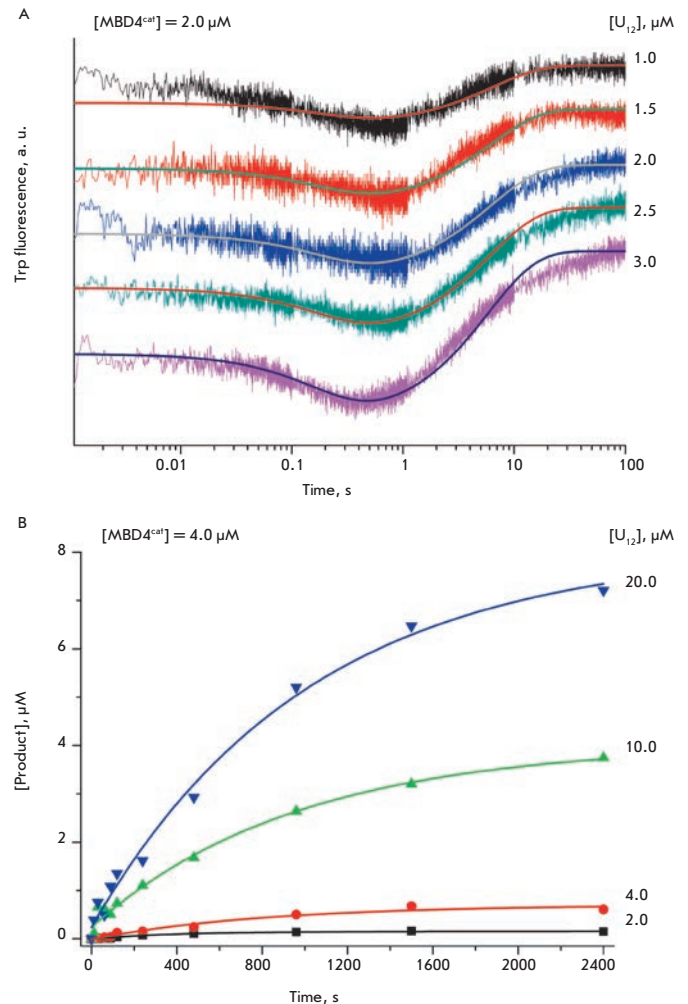 A
[MBD4ᶜᵃᵗ] = 2.0 µM
[U₁₂], µM
1.0
1.5
2.0
2.5
3.0
Trp fluorescence, a. u.
0.01 0.1 1 10 100
Time, s
B
[MBD4ᶜᵃᵗ] = 4.0 µM
[U₁₂], µM
8
20.0
6
10.0
4
2
4.0
2.0
0
[Product], µM
0 400 800 1200 1600 2000 2400
Time, s